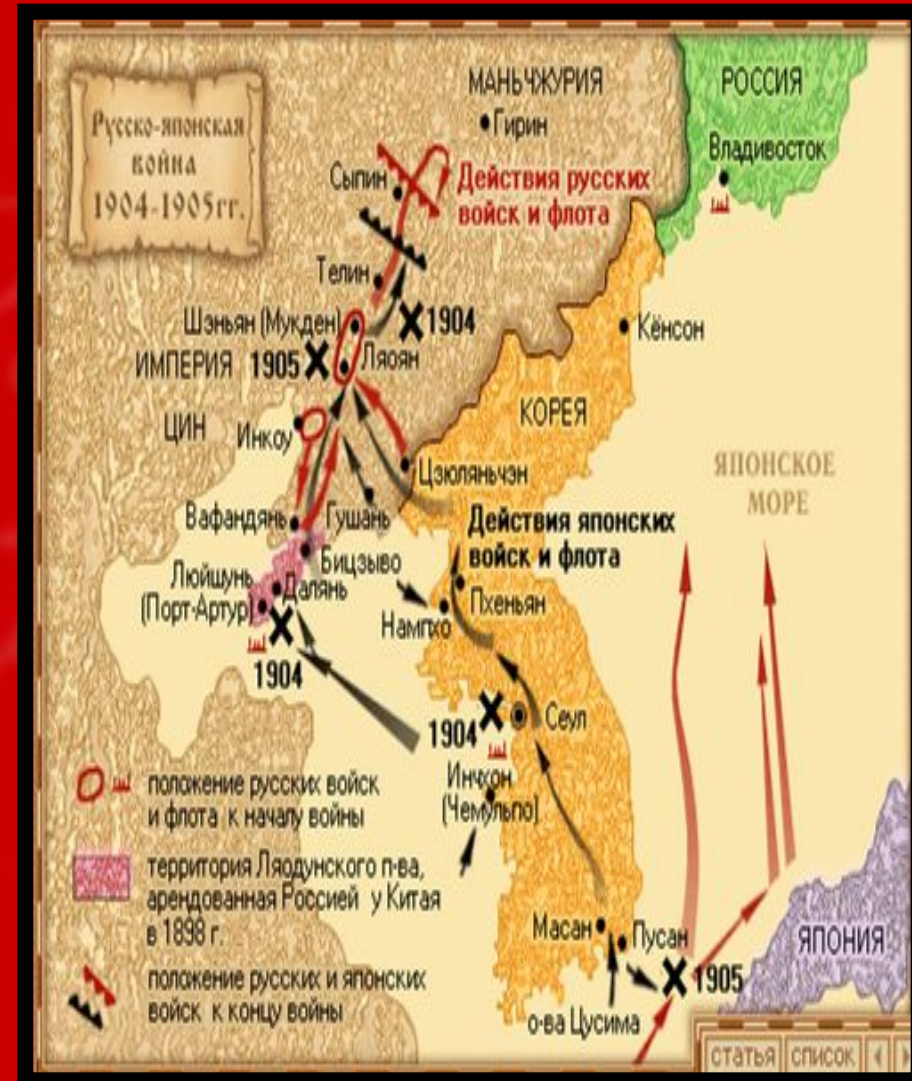 Русско-японская
война
1904-1905гг.
МАНЬЧЖУРИЯ
Гирин
РОССИЯ
Владивосток
Сыпин
Действия русских
войск и флота
Телин
Шэньян (Мукден)
1904
Кёнсон
ИМПЕРИЯ
1905
Ляоян
ЦИН
Инкоу
КОРЕЯ
Цзюляньчэн
ЯПОНСКОЕ
МОРЕ
Вафандянь
Гушань
Действия японских
войск и флота
Бицзыво
Люйшунь
(Порт-Артур)
Далянь
Пхеньян
Нампхо
1904
1904
Сеул
Инчхон
(Чемульпо)
положение русских войск
и флота к началу войны
территория Ляодунского п-ва,
арендованная Россией у Китая
в 1898 г.
Масан
Пусан
ЯПОНИЯ
1905
положение русских и японских
войск к концу войны
о-ва Цусима
статья список